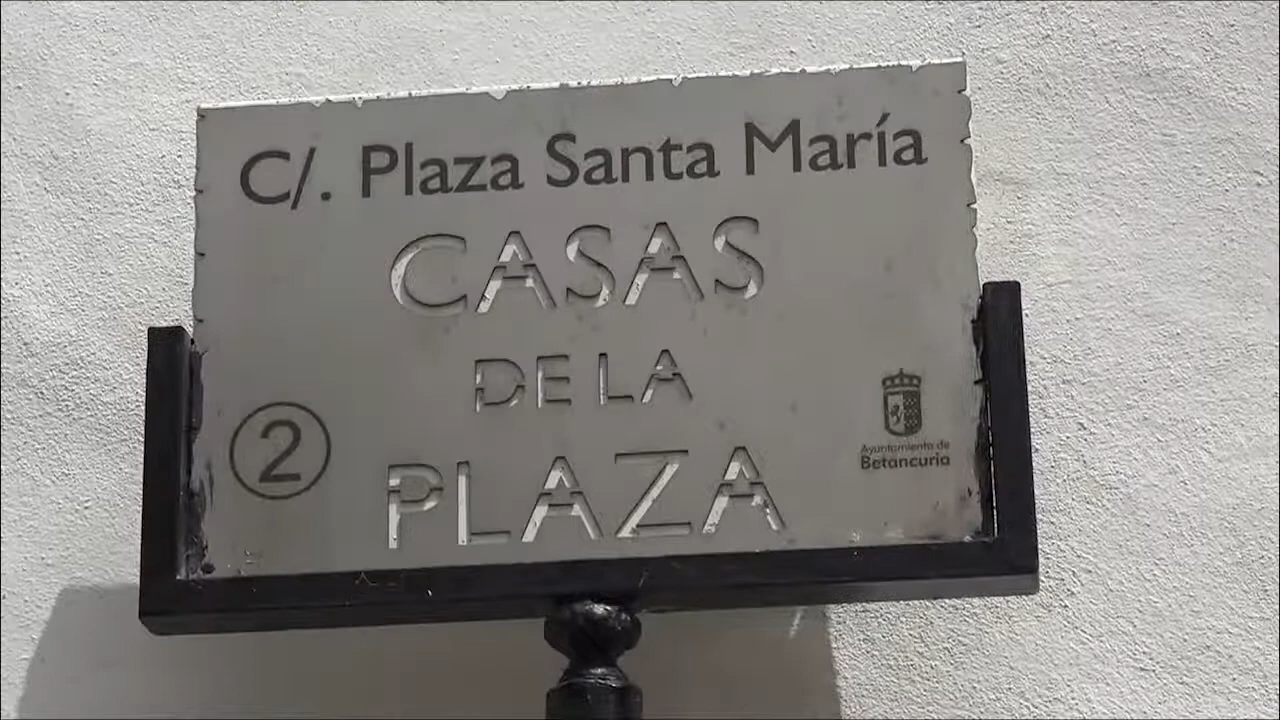 C/. Plaza Santa María
CASAS
DE LA
PLAZA
2
Ayuntamiento de
Betancuria